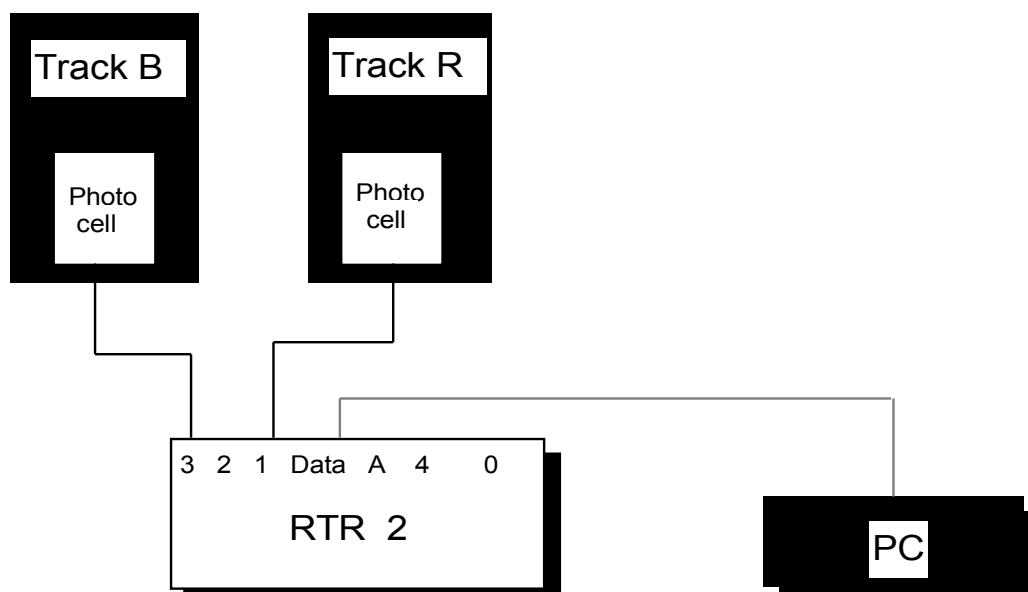 Track B
Track R
Photo
cell
Photo
cell
3 2 1 Data A 4 0
RTR 2
PC